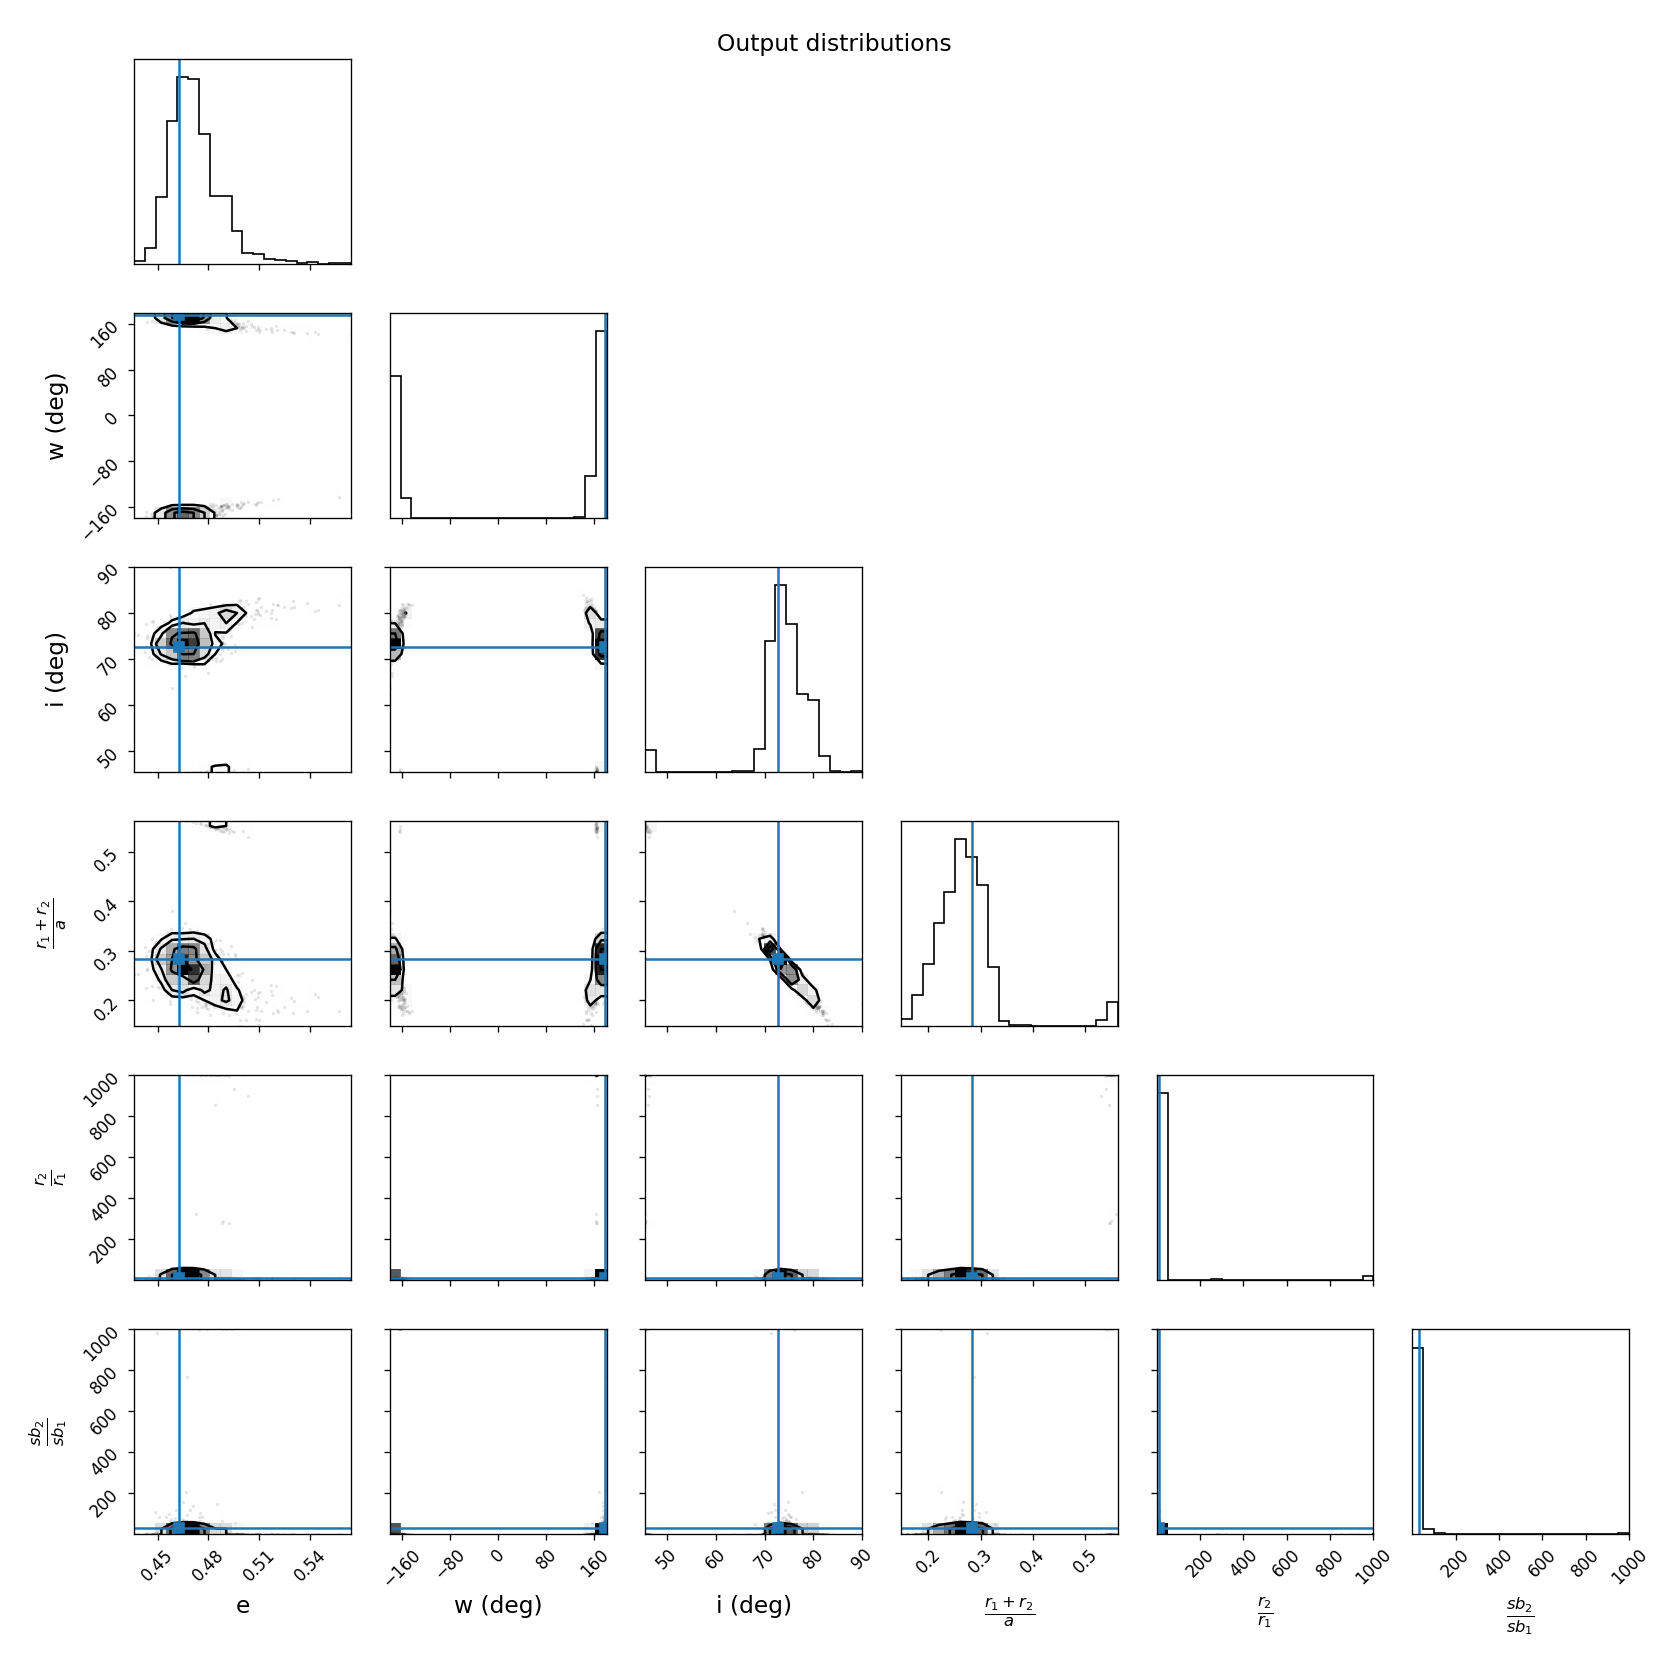 Output distributions
w (deg)
160
80
0
−80
−160
i (deg)
90
80
70
60
50
r₁ + r₂
a
0.5
0.4
0.3
0.2
r₂
r₁
1000
800
600
400
200
sb₂
sb₁
1000
800
600
400
200
0.45 0.48 0.51 0.54
−160 −80 0 80 160
50 60 70 80 90
0.2 0.3 0.4 0.5
200 400 600 800 1000
200 400 600 800 1000
e
w (deg)
i (deg)
r₁ + r₂
a
r₂
r₁
sb₂
sb₁